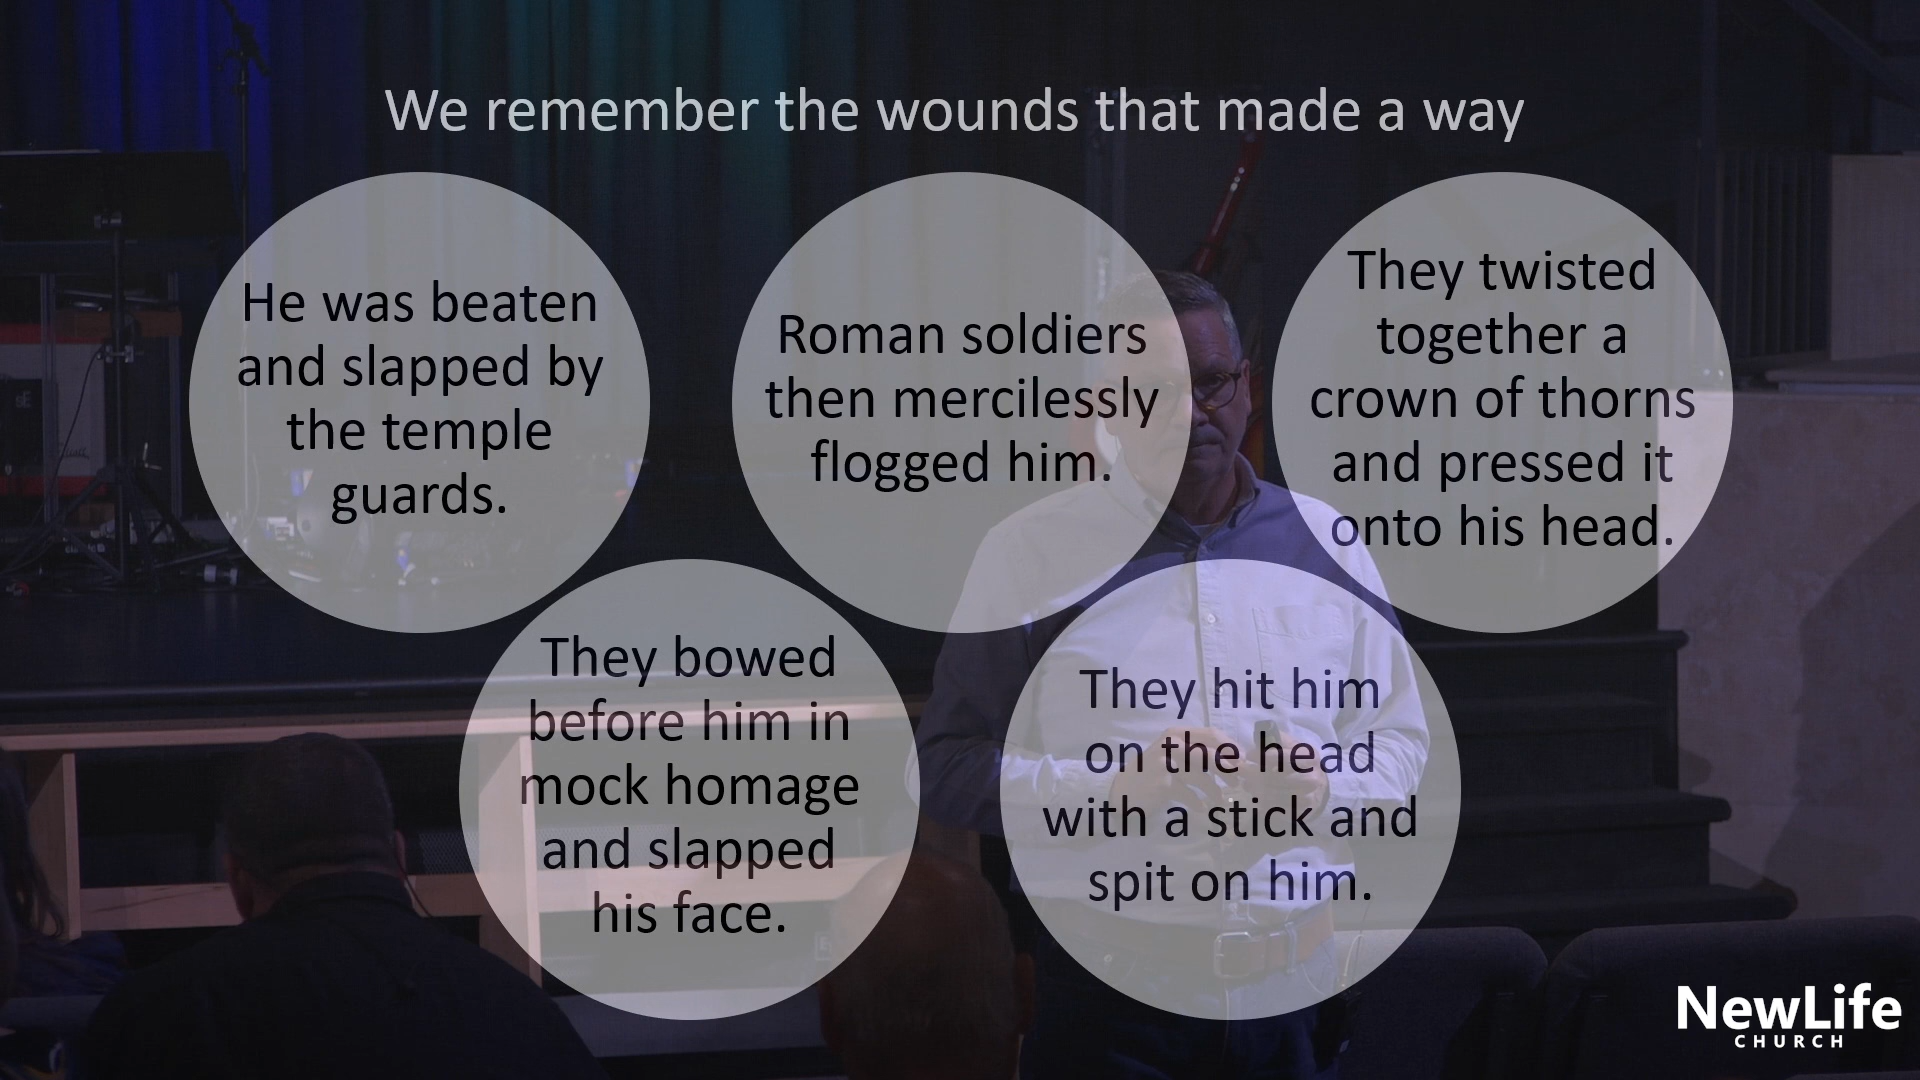 We remember the wounds that made a way
He was beaten
and slapped by
the temple
guards.
Roman soldiers
then mercilessly
flogged him.
They twisted
together a
crown of thorns
and pressed it
onto his head.
They bowed
before him in
mock homage
and slapped
his face.
They hit him
on the head
with a stick and
spit on him.
NewLife
CHURCH